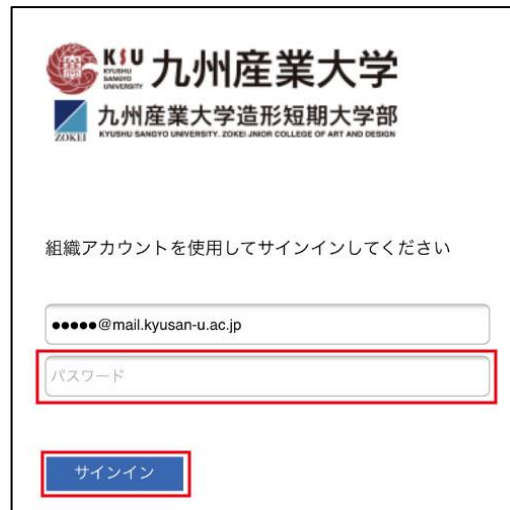 KSU
KYUSHU
SANGYO
UNIVERSITY
九州産業大学
九州産業大学造形短期大学部
ZOKEI
KYUSHU SANGYO UNIVERSITY. ZOKEI JNIOR COLLEGE OF ART AND DESIGN
組織アカウントを使用してサインインしてください
●●●●●@mail.kyusan-u.ac.jp
パスワード
サインイン